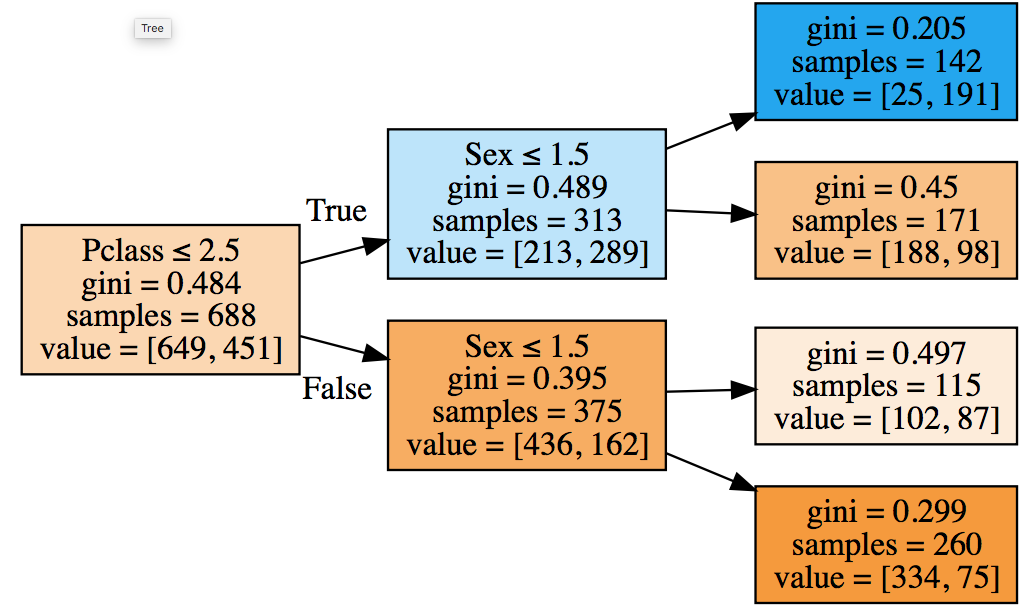 Tree
Pclass ≤ 2.5
gini = 0.484
samples = 688
value = [649, 451]
True
False
Sex ≤ 1.5
gini = 0.489
samples = 313
value = [213, 289]
Sex ≤ 1.5
gini = 0.395
samples = 375
value = [436, 162]
gini = 0.205
samples = 142
value = [25, 191]
gini = 0.45
samples = 171
value = [188, 98]
gini = 0.497
samples = 115
value = [102, 87]
gini = 0.299
samples = 260
value = [334, 75]